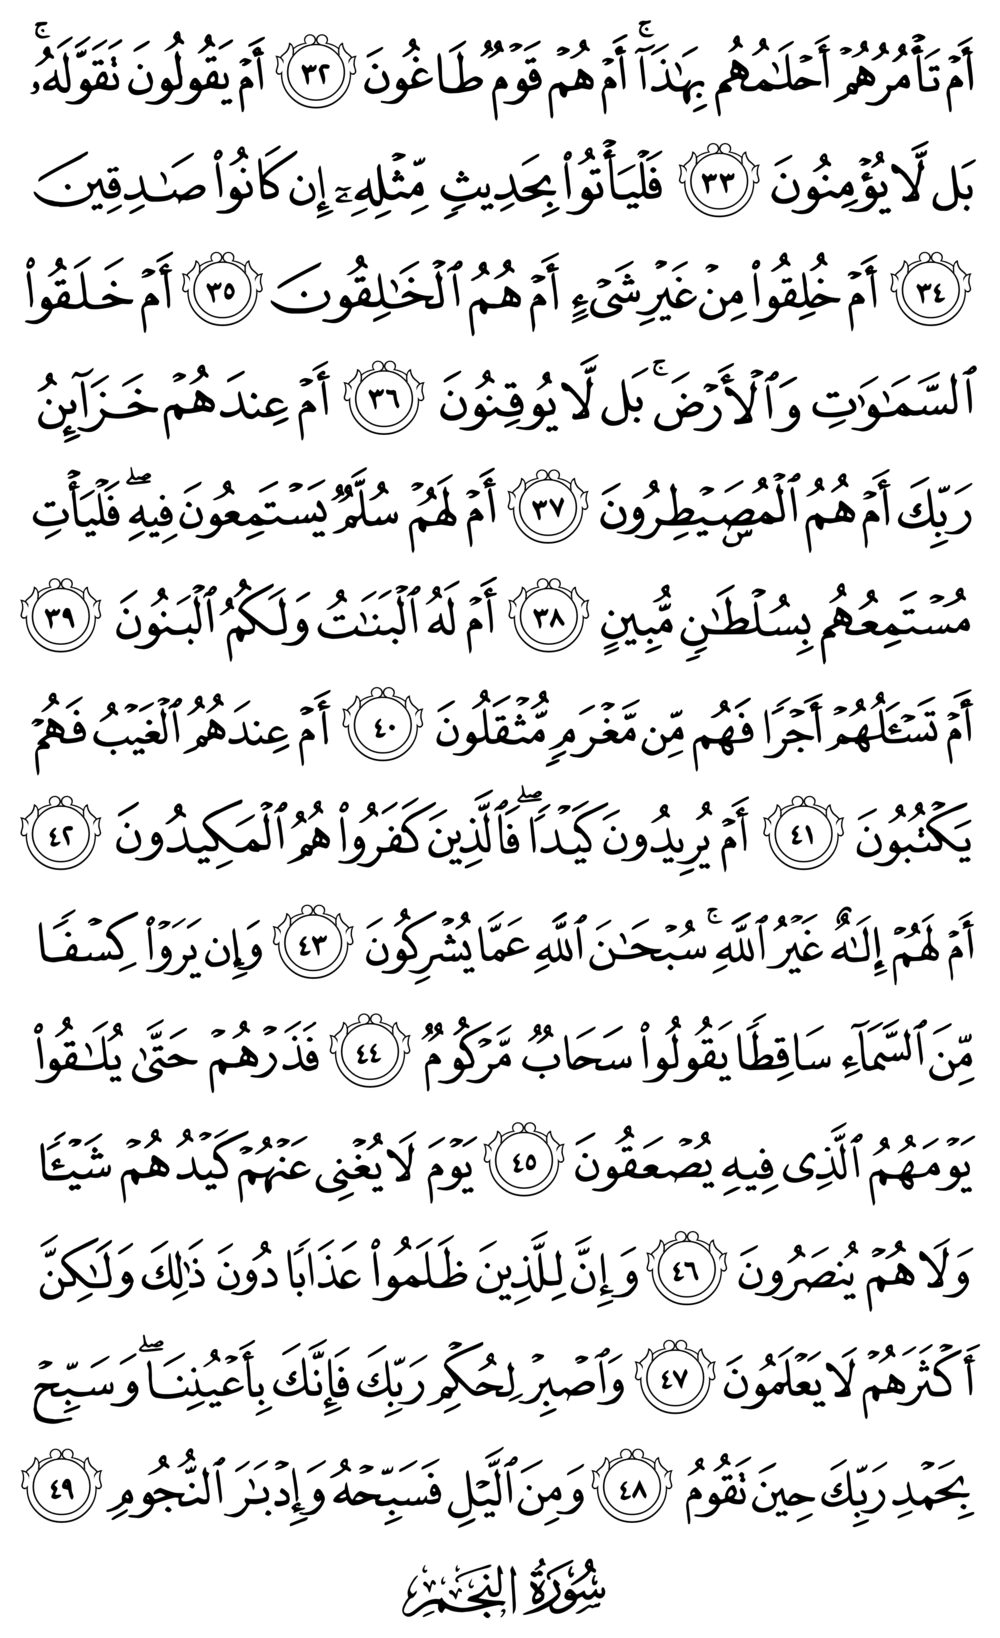 أَمْ تَأْمُرُهُمْ أَحْلَٰمُهُم بِهَٰذَآ ۚ أَمْ هُمْ قَوْمٌ طَاغُونَ ٣٢ أَمْ يَقُولُونَ تَقَوَّلَهُۥ ۚ
بَل لَّا يُؤْمِنُونَ ٣٣ فَلْيَأْتُوا۟ بِحَدِيثٍ مِّثْلِهِۦٓ إِن كَانُوا۟ صَٰدِقِينَ
٣٤ أَمْ خُلِقُوا۟ مِنْ غَيْرِ شَىْءٍ أَمْ هُمُ ٱلْخَٰلِقُونَ ٣٥ أَمْ خَلَقُوا۟
ٱلسَّمَٰوَٰتِ وَٱلْأَرْضَ ۚ بَل لَّا يُوقِنُونَ ٣٦ أَمْ عِندَهُمْ خَزَآئِنُ
رَبِّكَ أَمْ هُمُ ٱلْمُصَۣيْطِرُونَ ٣٧ أَمْ لَهُمْ سُلَّمٌ يَسْتَمِعُونَ فِيهِ ۖ فَلْيَأْتِ
مُسْتَمِعُهُم بِسُلْطَٰنٍ مُّبِينٍ ٣٨ أَمْ لَهُ ٱلْبَنَٰتُ وَلَكُمُ ٱلْبَنُونَ ٣٩
أَمْ تَسْـَٔلُهُمْ أَجْرًا فَهُم مِّن مَّغْرَمٍ مُّثْقَلُونَ ٤٠ أَمْ عِندَهُمُ ٱلْغَيْبُ فَهُمْ
يَكْتُبُونَ ٤١ أَمْ يُرِيدُونَ كَيْدًا ۖ فَٱلَّذِينَ كَفَرُوا۟ هُمُ ٱلْمَكِيدُونَ ٤٢
أَمْ لَهُمْ إِلَٰهٌ غَيْرُ ٱللَّهِ ۚ سُبْحَٰنَ ٱللَّهِ عَمَّا يُشْرِكُونَ ٤٣ وَإِن يَرَوْا۟ كِسْفًا
مِّنَ ٱلسَّمَآءِ سَاقِطًا يَقُولُوا۟ سَحَابٌ مَّرْكُومٌ ٤٤ فَذَرْهُمْ حَتَّىٰ يُلَٰقُوا۟
يَوْمَهُمُ ٱلَّذِى فِيهِ يُصْعَقُونَ ٤٥ يَوْمَ لَا يُغْنِى عَنْهُمْ كَيْدُهُمْ شَيْـًٔا
وَلَا هُمْ يُنصَرُونَ ٤٦ وَإِنَّ لِلَّذِينَ ظَلَمُوا۟ عَذَابًا دُونَ ذَٰلِكَ وَلَٰكِنَّ
أَكْثَرَهُمْ لَا يَعْلَمُونَ ٤٧ وَٱصْبِرْ لِحُكْمِ رَبِّكَ فَإِنَّكَ بِأَعْيُنِنَا ۖ وَسَبِّحْ
بِحَمْدِ رَبِّكَ حِينَ تَقُومُ ٤٨ وَمِنَ ٱلَّيْلِ فَسَبِّحْهُ وَإِدْبَٰرَ ٱلنُّجُومِ ٤٩
سُورَةُ النَّجْمِ